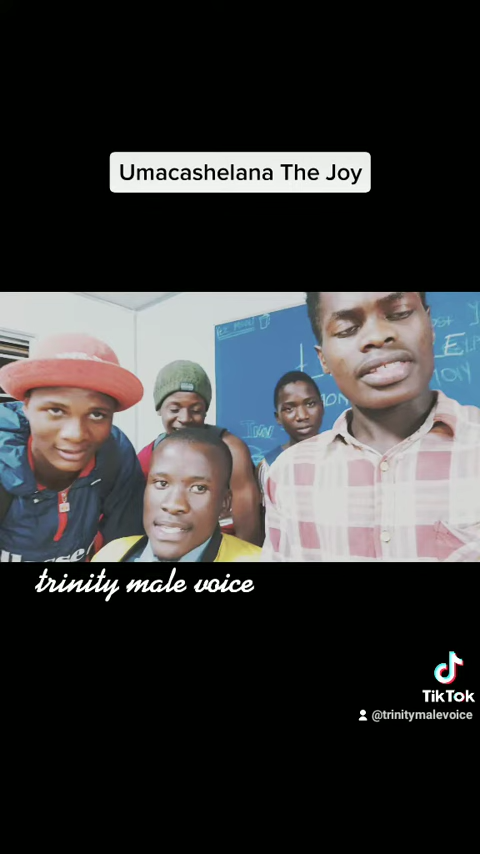 Umacashelana The Joy
trinity male voice
TikTok
@trinitymalevoice